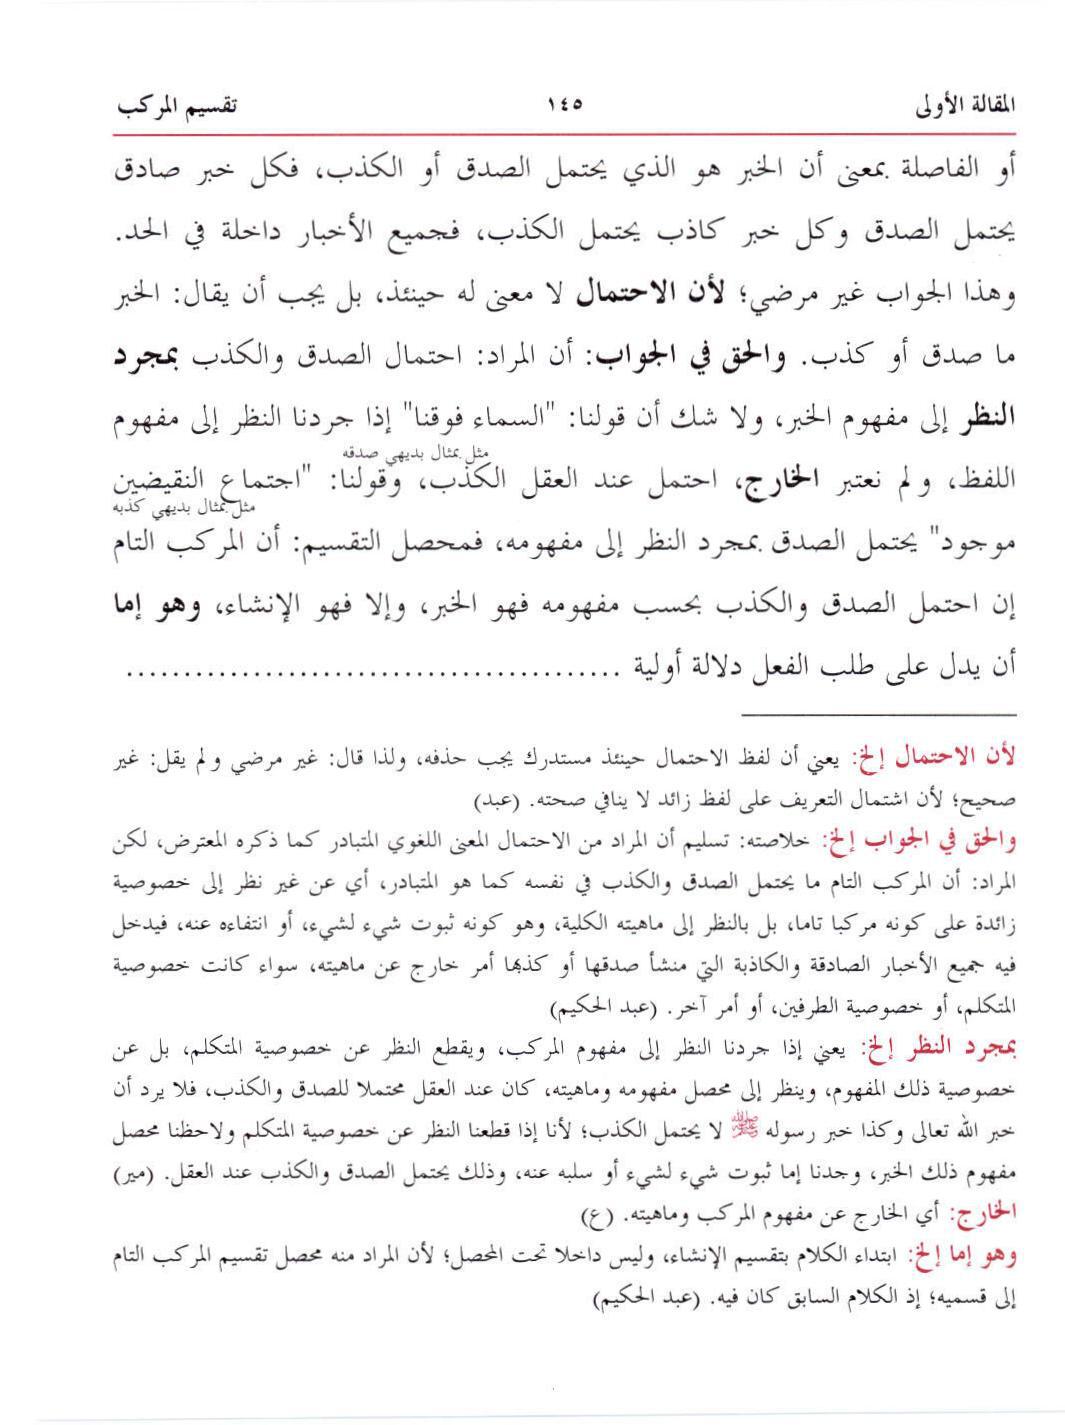 المقالة الأولى ١٤٥ تقسيم المركب
أو الفاصلة بمعنى أن الخبر هو الذي يحتمل الصدق أو الكذب، فكل خبر صادق
يحتمل الصدق وكل خبر كاذب يحتمل الكذب، فجميع الأخبار داخلة في الحد.
وهذا الجواب غير مرضي؛ لأن الاحتمال لا معنى له حينئذ، بل يجب أن يقال: الخبر
ما صدق أو كذب. والحق في الجواب: أن المراد: احتمال الصدق والكذب بمجرد
النظر إلى مفهوم الخبر، ولا شك أن قولنا: "السماء فوقنا" إذا جردنا النظر إلى مفهوم
مثل بمثال بديهي صدقه
اللفظ، ولم نعتبر الخارج، احتمل عند العقل الكذب، وقولنا: "اجتماع النقيضين
مثل بمثال بديهي كذبه
موجود" يحتمل الصدق بمجرد النظر إلى مفهومه، فمحصل التقسيم: أن المركب التام
إن احتمل الصدق والكذب بحسب مفهومه فهو الخبر، وإلا فهو الإنشاء، وهو إما
أن يدل على طلب الفعل دلالة أولية ..........................................
لأن الاحتمال إلخ: يعني أن لفظ الاحتمال حينئذ مستدرك يجب حذفه، ولذا قال: غير مرضي ولم يقل: غير
صحيح؛ لأن اشتمال التعريف على لفظ زائد لا ينافي صحته. (عبد)
والحق في الجواب إلخ: خلاصته: تسليم أن المراد من الاحتمال المعنى اللغوي المتبادر كما ذكره المعترض، لكن
المراد: أن المركب التام ما يحتمل الصدق والكذب في نفسه كما هو المتبادر، أي عن غير نظر إلى خصوصية
زائدة على كونه مركبا تاما، بل بالنظر إلى ماهيته الكلية، وهو كونه ثبوت شيء لشيء، أو انتفاءه عنه، فيدخل
فيه جميع الأخبار الصادقة والكاذبة التي منشأ صدقها أو كذبها أمر خارج عن ماهيته، سواء كانت خصوصية
المتكلم، أو خصوصية الطرفين، أو أمر آخر. (عبد الحكيم)
بمجرد النظر إلخ: يعني إذا جردنا النظر إلى مفهوم المركب، ويقطع النظر عن خصوصية المتكلم، بل عن
خصوصية ذلك المفهوم، وينظر إلى محصل مفهومه وماهيته، كان عند العقل محتملا للصدق والكذب، فلا يرد أن
خبر الله تعالى وكذا خبر رسوله ﷺ لا يحتمل الكذب؛ لأنا إذا قطعنا النظر عن خصوصية المتكلم ولاحظنا محصل
مفهوم ذلك الخبر، وجدنا إما ثبوت شيء لشيء أو سلبه عنه، وذلك يحتمل الصدق والكذب عند العقل. (مير)
الخارج: أي الخارج عن مفهوم المركب وماهيته. (ع)
وهو إما إلخ: ابتداء الكلام بتقسيم الإنشاء، وليس داخلا تحت المحصل؛ لأن المراد منه محصل تقسيم المركب التام
إلى قسميه؛ إذ الكلام السابق كان فيه. (عبد الحكيم)